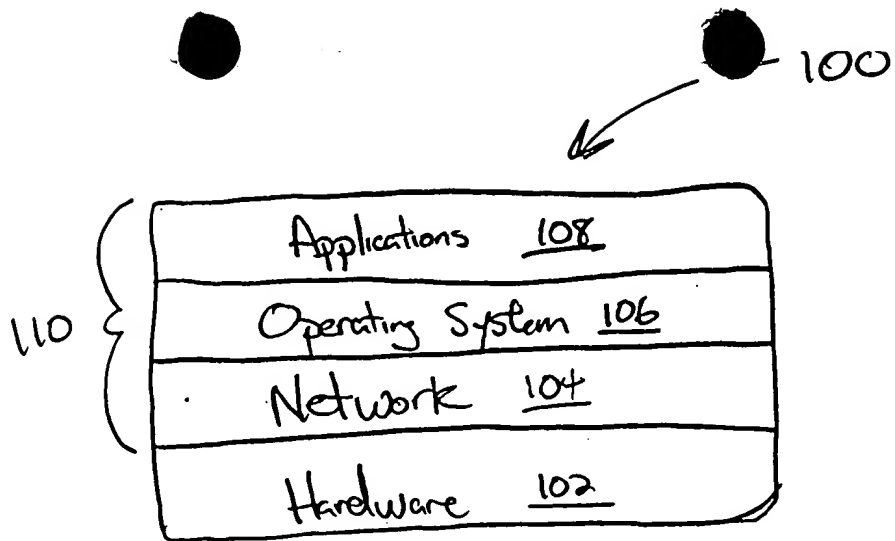 100
Applications 108
Operating System 106
110
Network 104
Hardware 102